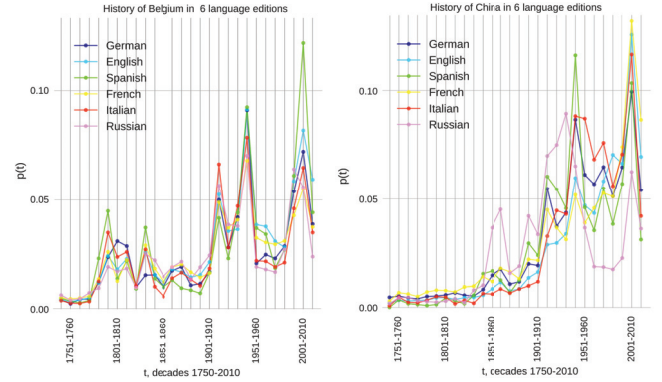 History of Belgium in 6 language editions
German
English
Spanish
French
Italian
Russian
0.10
0.05
0.00
p(t)
1751-1760
1801-1810
1851-1660
1901-1910
1951-1960
2001-2010
t, decades 1750-2010
History of Chira in 6 language editions
German
English
Spanish
French
Italian
Russian
0.10
0.05
0.00
p(t)
1751-1760
1801-1810
1851-1860
1901-1910
1951-1960
2001-2010
t, cecades 1750-2010